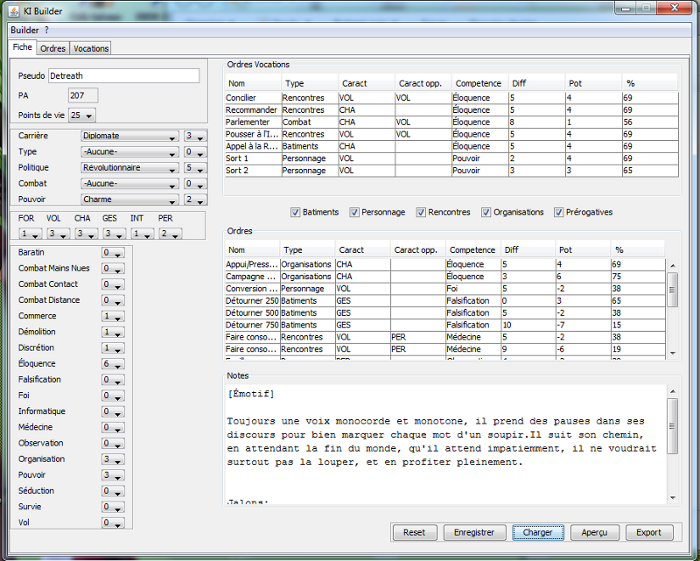 KI Builder
Builder ?
Fiche Ordres Vocations
Pseudo Detreath
PA 207
Points de vie 25
Carrière Diplomate 3
Type -Aucune- 0
Politique Révolutionnaire 5
Combat -Aucune- 0
Pouvoir Charme 2
FOR VOL CHA GES INT PER
1 3 3 3 1 2
Baratin 0
Combat Mains Nues 0
Combat Contact 0
Combat Distance 0
Commerce 1
Démolition 1
Discrétion 1
Éloquence 6
Falsification 0
Foi 0
Informatique 0
Médecine 0
Observation 0
Organisation 3
Pouvoir 3
Séduction 0
Survie 0
Vol 0
Ordres Vocations
Nom Type Caract Caract opp. Competence Diff Pot %
Concilier Rencontres VOL VOL Éloquence 5 4 69
Recommander Rencontres CHA Éloquence 5 4 69
Parlementer Combat CHA VOL Éloquence 8 1 56
Pousser à l'I... Rencontres VOL VOL Éloquence 5 4 69
Appel à la R... Batiments CHA Éloquence 5 4 69
Sort 1 Personnage VOL Pouvoir 2 4 69
Sort 2 Personnage VOL Pouvoir 3 3 65
Batiments Personnage Rencontres Organisations Prérogatives
Ordres
Nom Type Caract Caract opp. Competence Diff Pot %
Appui/Press... Organisations CHA Éloquence 5 4 69
Campagne ... Organisations CHA Éloquence 3 6 75
Conversion ... Personnage VOL Foi 5 -2 38
Détourner 250 Batiments GES Falsification 0 3 65
Détourner 500 Batiments GES Falsification 5 -2 38
Détourner 750 Batiments GES Falsification 10 -7 15
Faire conso... Rencontres VOL PER Médecine 5 -2 38
Faire conso... Rencontres VOL PER Médecine 9 -6 19
Notes
[Émotif]
Toujours une voix monocorde et monotone, il prend des pauses dans ses
discours pour bien marquer chaque mot d'un soupir.Il suit son chemin,
en attendant la fin du monde, qu'il attend impatiemment, il ne voudrait
surtout pas la louper, et en profiter pleinement.
Jalons:
Reset Enregistrer Charger Aperçu Export